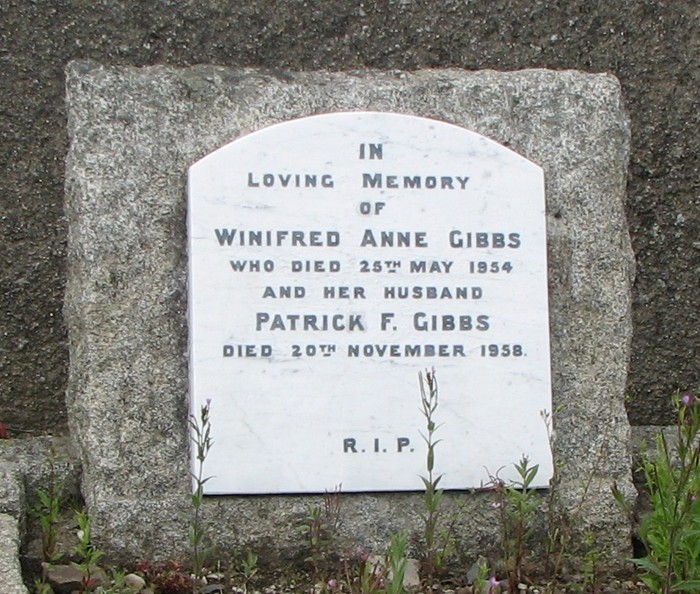 IN
LOVING MEMORY
OF
WINIFRED ANNE GIBBS
WHO DIED 25TH MAY 1954
AND HER HUSBAND
PATRICK F. GIBBS
DIED 20TH NOVEMBER 1958.
R.I.P.